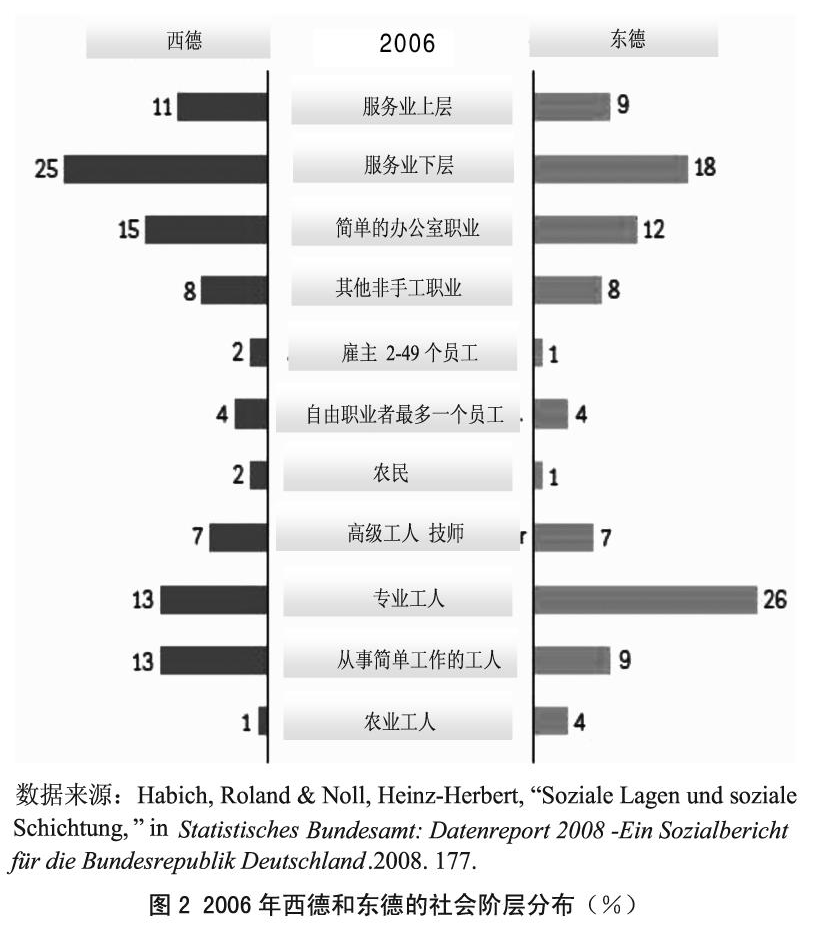 西德 2006 东德
11 服务业上层 9
25 服务业下层 18
15 简单的办公室职业 12
8 其他非手工职业 8
2 雇主 2-49 个员工 1
4 自由职业者最多一个员工 4
2 农民 1
7 高级工人 技师 r 7
13 专业工人 26
13 从事简单工作的工人 9
1 农业工人 4
数据来源：Habich, Roland & Noll, Heinz-Herbert, “Soziale Lagen und soziale
Schichtung, ” in Statistisches Bundesamt: Datenreport 2008 -Ein Sozialbericht
für die Bundesrepublik Deutschland.2008. 177.
图 2 2006 年西德和东德的社会阶层分布（%）